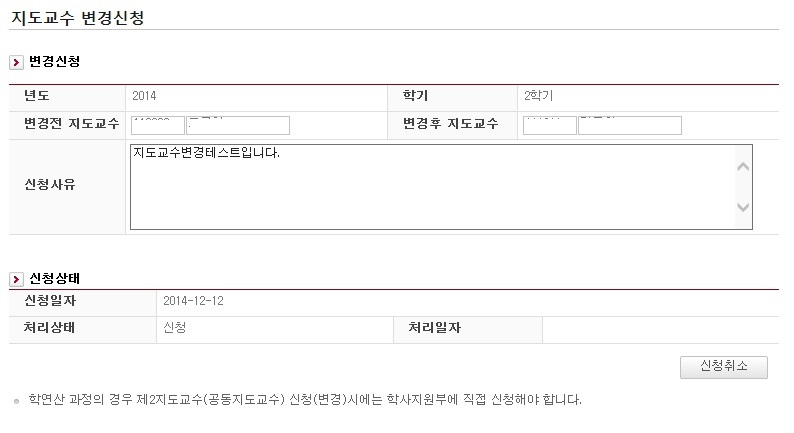 지도교수 변경신청
변경신청
년도 2014 학기 2학기
변경전 지도교수 변경후 지도교수
신청사유 지도교수변경테스트입니다.
신청상태
신청일자 2014-12-12
처리상태 신청 처리일자
신청취소
학연산 과정의 경우 제2지도교수(공동지도교수) 신청(변경)시에는 학사지원부에 직접 신청해야 합니다.